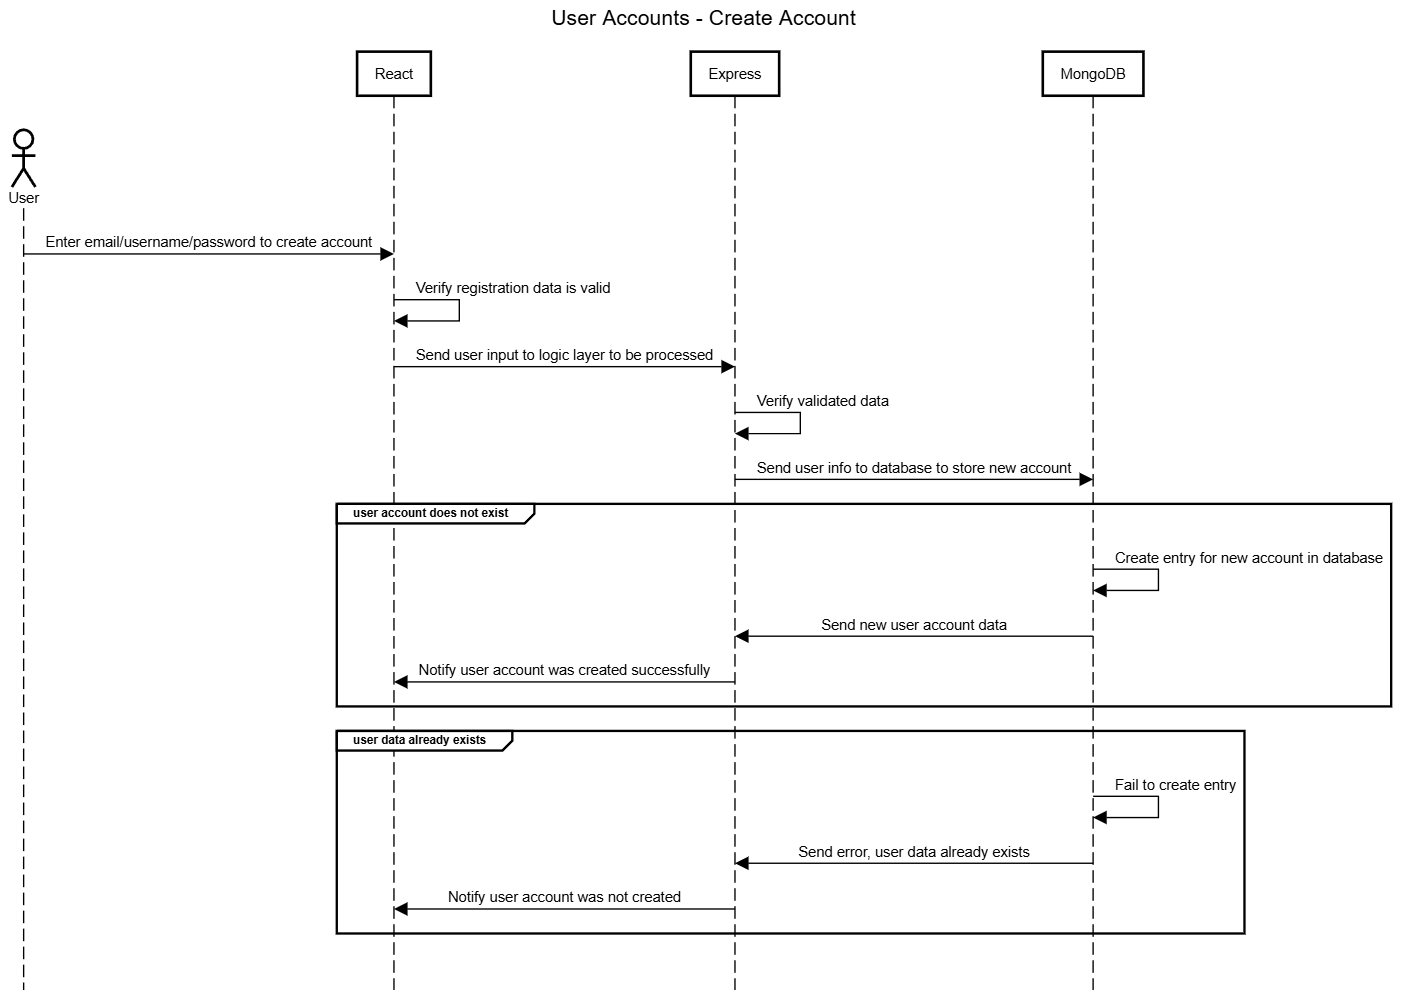 User Accounts - Create Account
React
Express
MongoDB
User
Enter email/username/password to create account
Verify registration data is valid
Send user input to logic layer to be processed
Verify validated data
Send user info to database to store new account
user account does not exist
Create entry for new account in database
Send new user account data
Notify user account was created successfully
user data already exists
Fail to create entry
Send error, user data already exists
Notify user account was not created